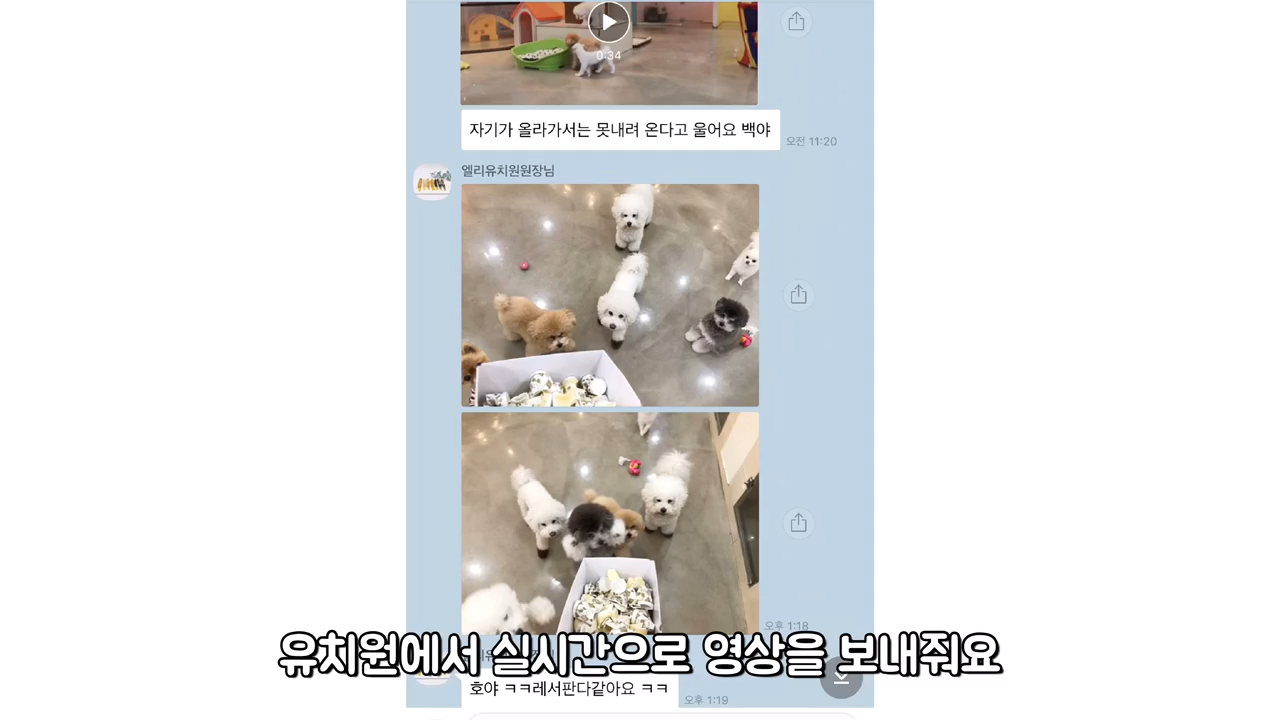 0:34
자기가 올라가서는 못내려 온다고 울어요 백야
오전 11:20
엘리유치원원장님
오후 1:18
유치원에서 실시간으로 영상을 보내줘요
호야 ㅋㅋ레서판다같아요 ㅋㅋ
오후 1:19